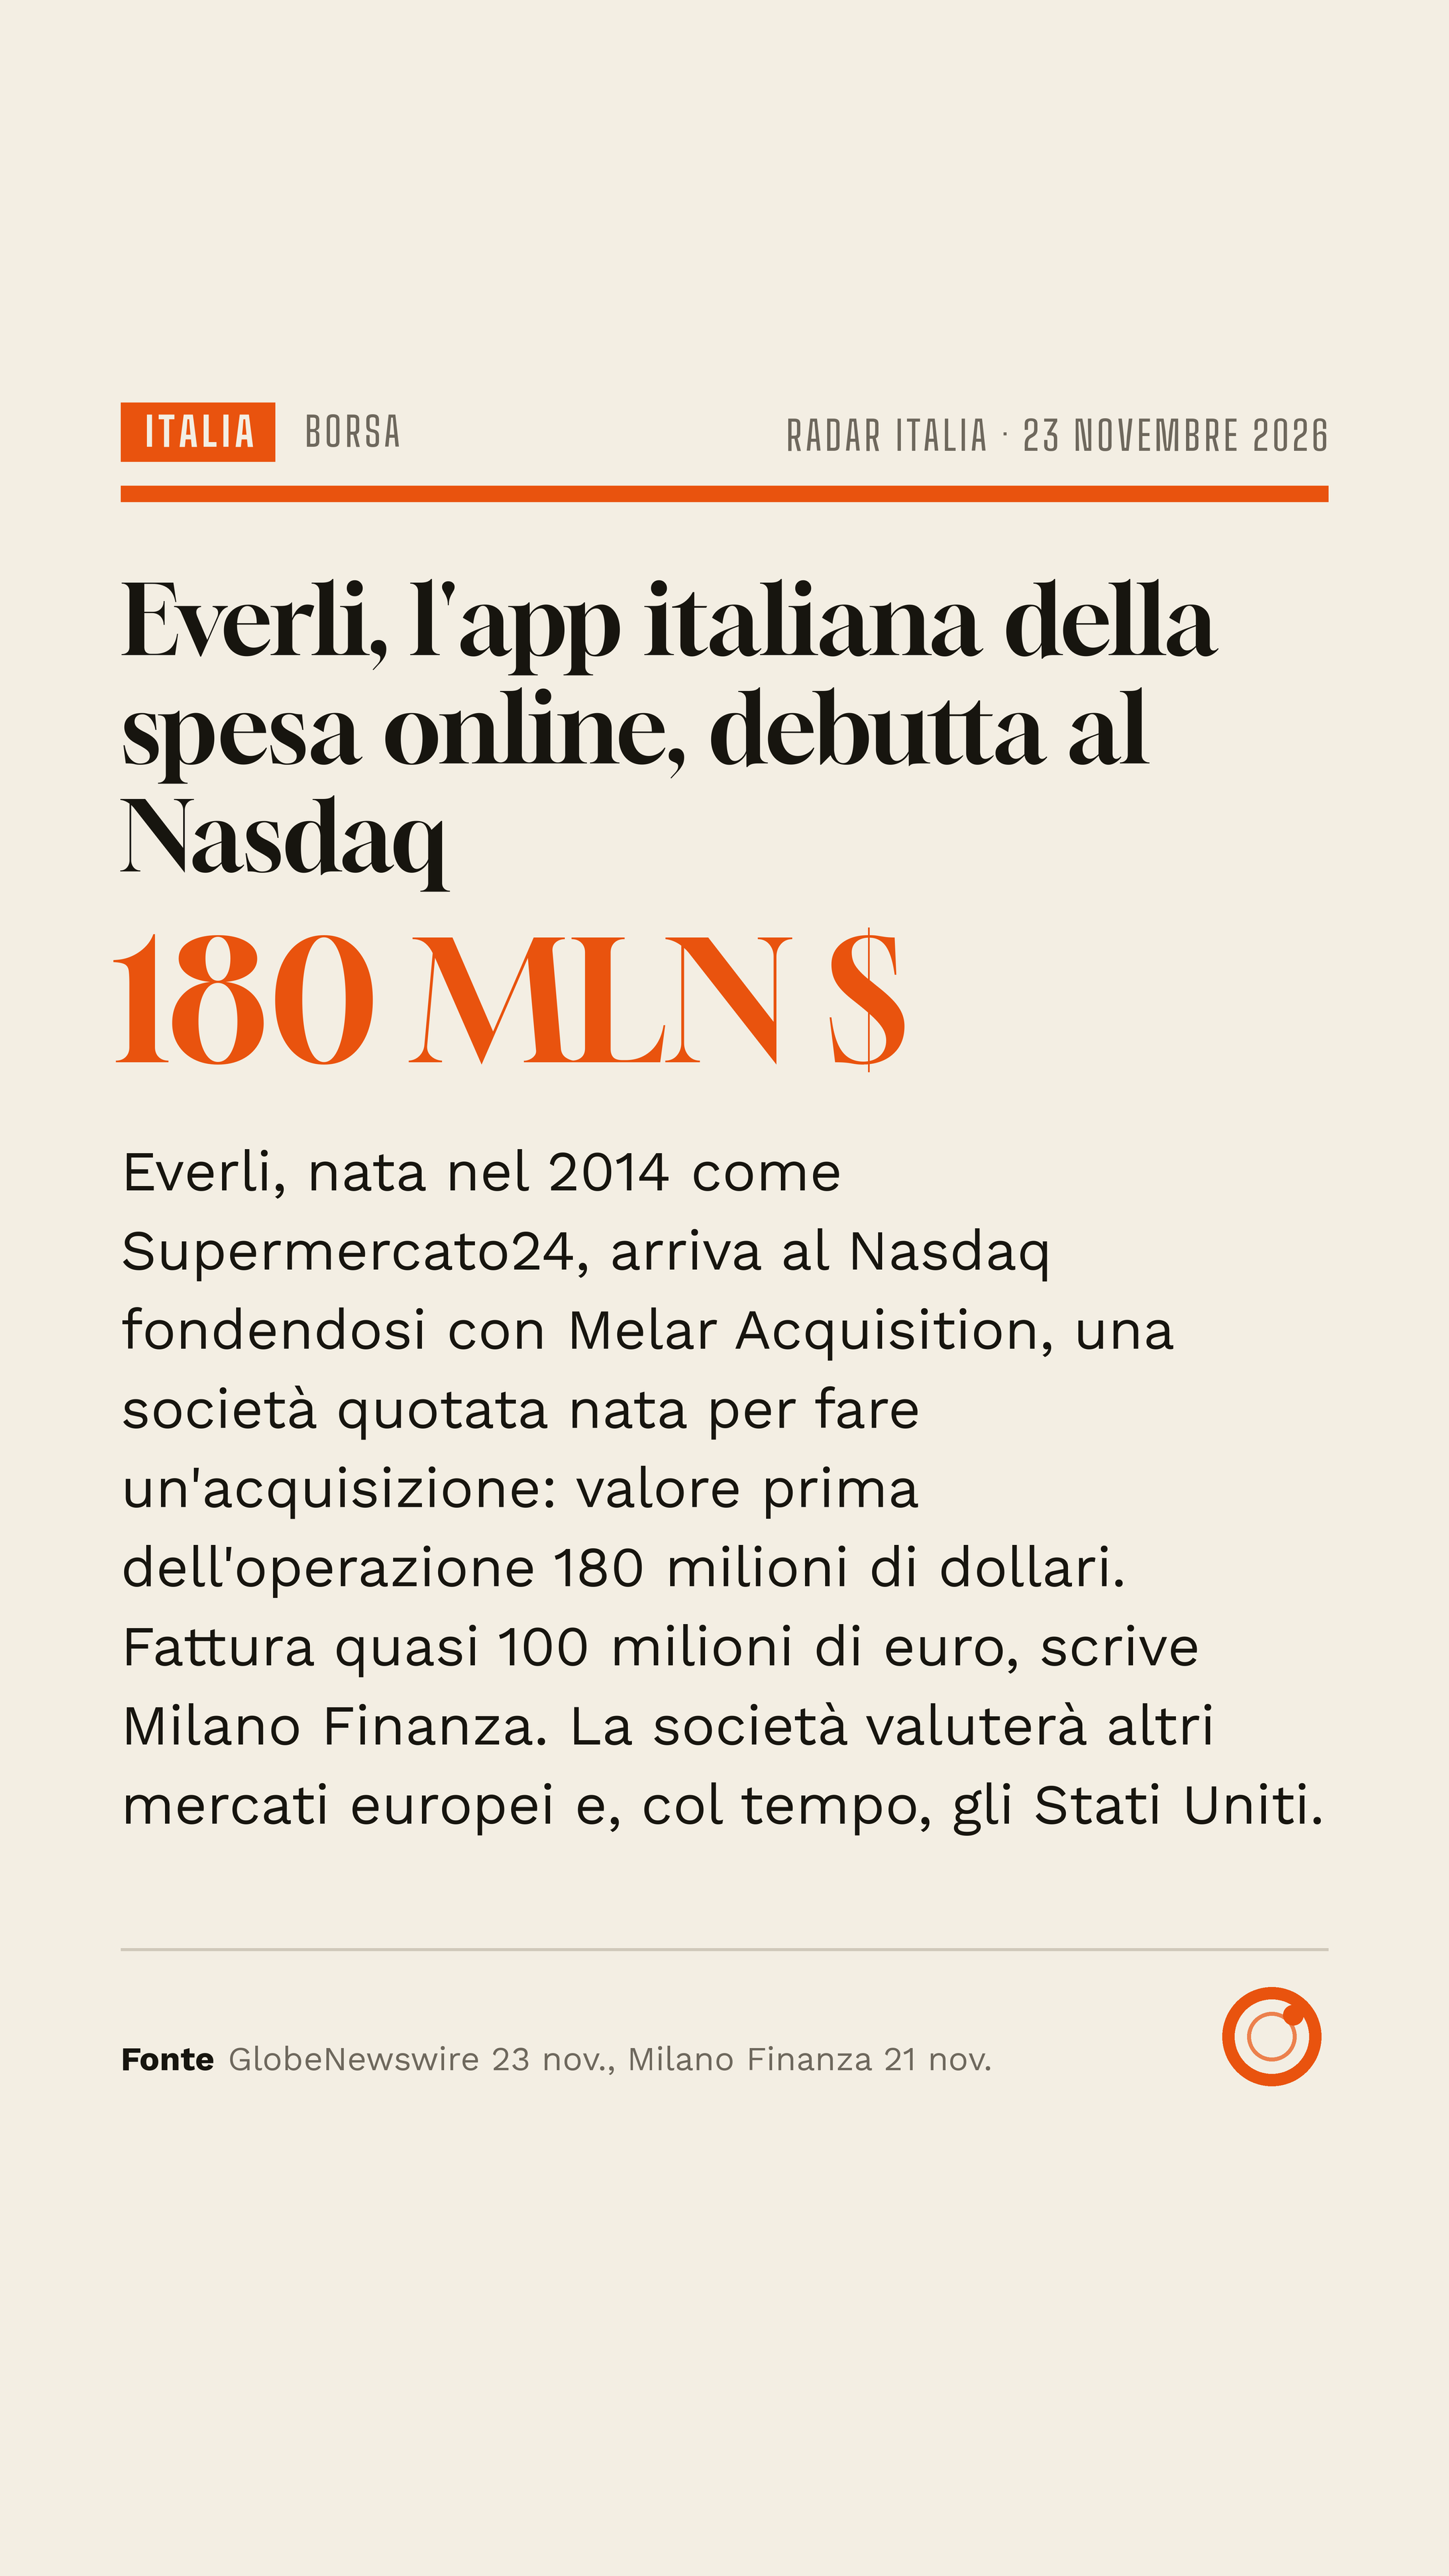 ITALIA BORSA RADAR ITALIA · 23 NOVEMBRE 2026
Everli, l'app italiana della
spesa online, debutta al
Nasdaq
180 MLN $
Everli, nata nel 2014 come
Supermercato24, arriva al Nasdaq
fondendosi con Melar Acquisition, una
società quotata nata per fare
un'acquisizione: valore prima
dell'operazione 180 milioni di dollari.
Fattura quasi 100 milioni di euro, scrive
Milano Finanza. La società valuterà altri
mercati europei e, col tempo, gli Stati Uniti.
Fonte GlobeNewswire 23 nov., Milano Finanza 21 nov.